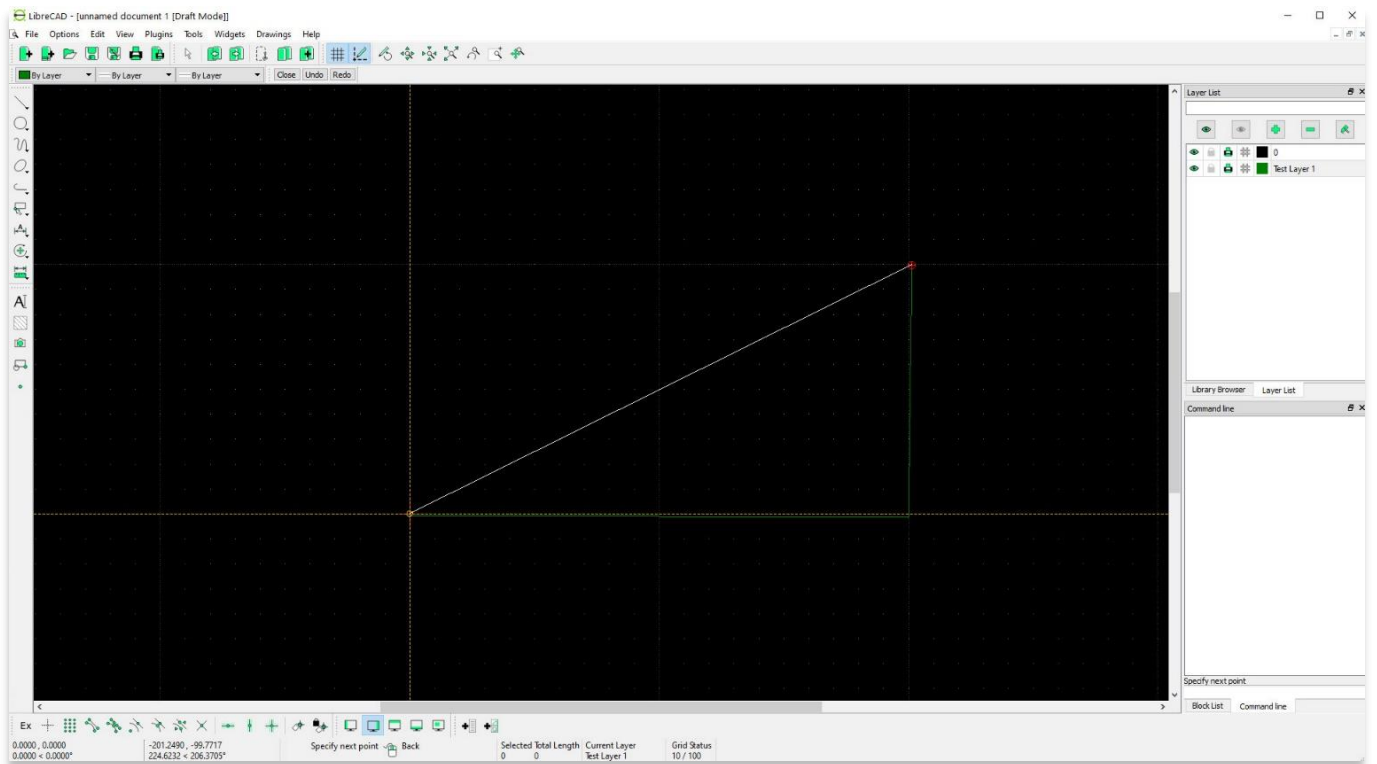 LibreCAD - [unnamed document 1 [Draft Mode]]
File Options Edit View Plugins Tools Widgets Drawings Help
By Layer By Layer By Layer Close Undo Redo
Layer List
0
Test Layer 1
Library Browser Layer List
Command line
Specify next point
Block List Command line
Ex
0.0000 , 0.0000 -201.2490 , -99.7717 Specify next point Back Selected Total Length Current Layer Grid Status
0.0000 < 0.0000° 224.6232 < 206.3705° 0 0 Test Layer 1 10 / 100